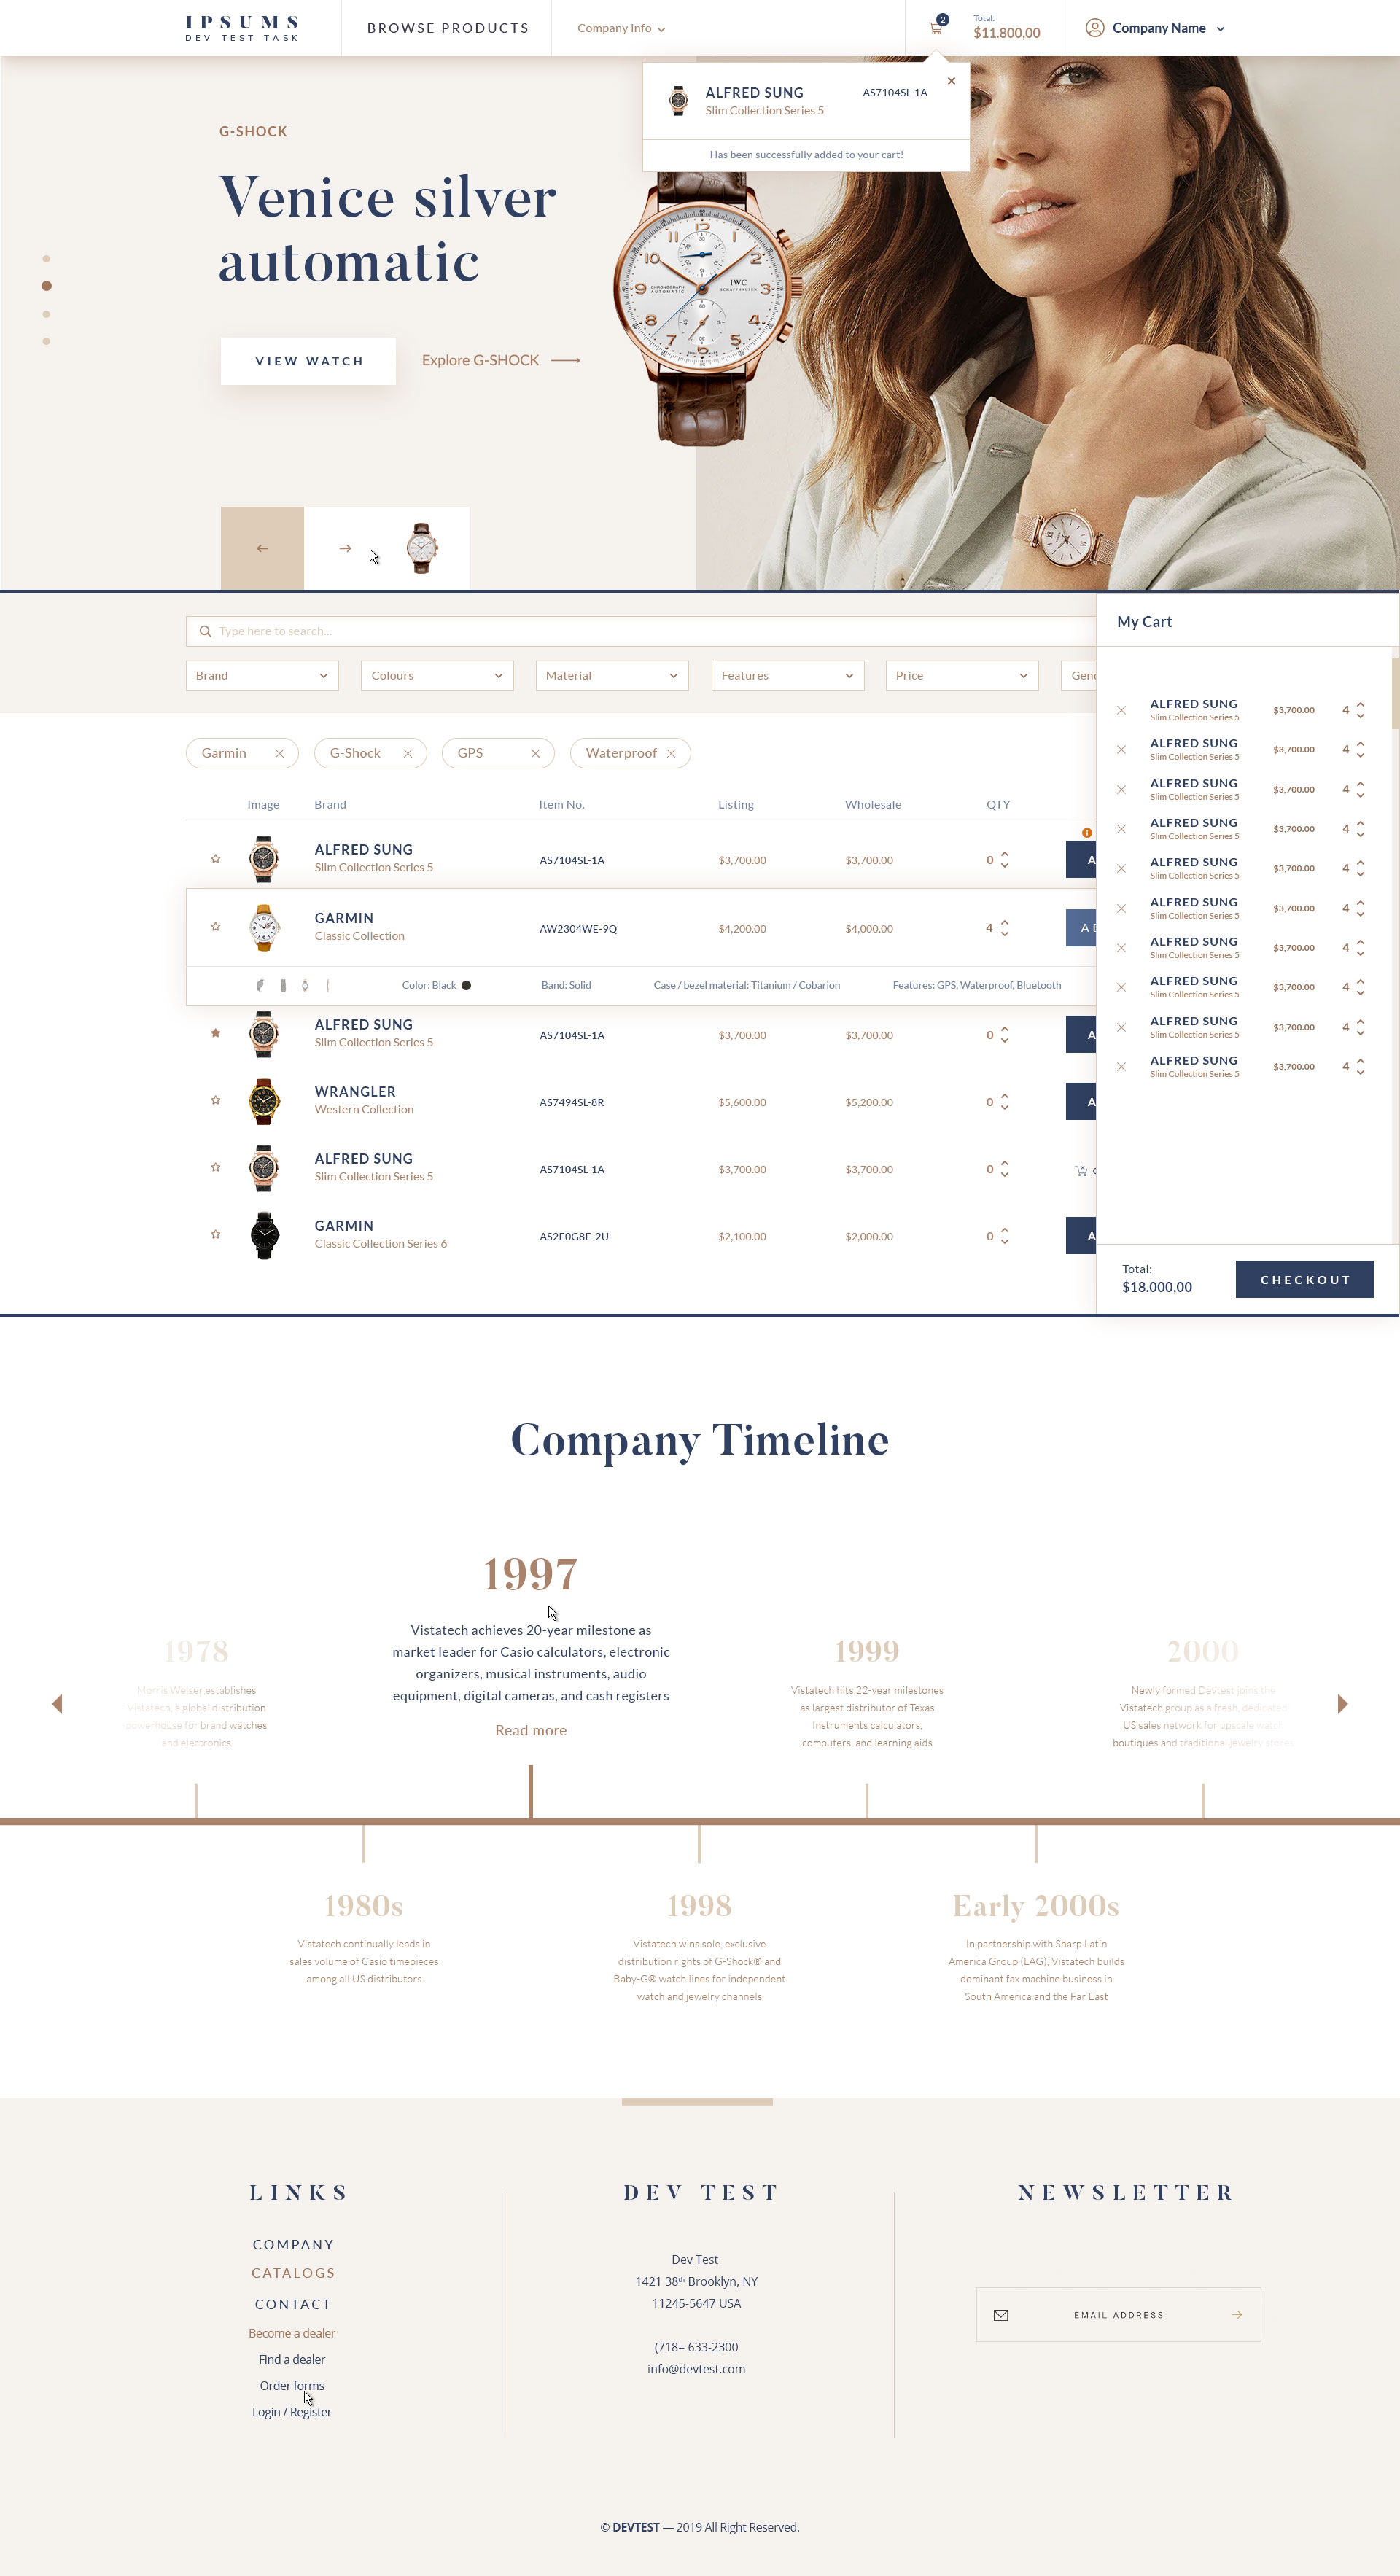 IPSUMS
DEV TEST TASK
BROWSE PRODUCTS
Company info
2
Total:
$11.800,00
Company Name
ALFRED SUNG
AS7104SL-1A
Slim Collection Series 5
Has been successfully added to your cart!
G-SHOCK
Venice silver
automatic
VIEW WATCH
Explore G-SHOCK
IWC
SCHAFFHAUSEN
CHRONOGRAPH
AUTOMATIC
My Cart
Type here to search...
Brand
Colours
Material
Features
Price
Gen
Garmin
G-Shock
GPS
Waterproof
Image
Brand
Item No.
Listing
Wholesale
QTY
ALFRED SUNG
Slim Collection Series 5
AS7104SL-1A
$3,700.00
$3,700.00
0
A
GARMIN
Classic Collection
AW2304WE-9Q
$4,200.00
$4,000.00
4
A D
Color: Black
Band: Solid
Case / bezel material: Titanium / Cobarion
Features: GPS, Waterproof, Bluetooth
ALFRED SUNG
Slim Collection Series 5
AS7104SL-1A
$3,700.00
$3,700.00
0
A
WRANGLER
Western Collection
AS7494SL-8R
$5,600.00
$5,200.00
0
A
ALFRED SUNG
Slim Collection Series 5
AS7104SL-1A
$3,700.00
$3,700.00
0
GARMIN
Classic Collection Series 6
AS2E0G8E-2U
$2,100.00
$2,000.00
0
A
ALFRED SUNG
Slim Collection Series 5
$3,700.00
4
ALFRED SUNG
Slim Collection Series 5
$3,700.00
4
ALFRED SUNG
Slim Collection Series 5
$3,700.00
4
ALFRED SUNG
Slim Collection Series 5
$3,700.00
4
ALFRED SUNG
Slim Collection Series 5
$3,700.00
4
ALFRED SUNG
Slim Collection Series 5
$3,700.00
4
ALFRED SUNG
Slim Collection Series 5
$3,700.00
4
ALFRED SUNG
Slim Collection Series 5
$3,700.00
4
ALFRED SUNG
Slim Collection Series 5
$3,700.00
4
ALFRED SUNG
Slim Collection Series 5
$3,700.00
4
Total:
$18.000,00
CHECKOUT
Company Timeline
1978
Morris Weiser establishes
Vistatech, a global distribution
powerhouse for brand watches
and electronics
1997
Vistatech achieves 20-year milestone as
market leader for Casio calculators, electronic
organizers, musical instruments, audio
equipment, digital cameras, and cash registers
Read more
1999
Vistatech hits 22-year milestones
as largest distributor of Texas
Instruments calculators,
computers, and learning aids
2000
Newly formed Devtest joins the
Vistatech group as a fresh, dedicated
US sales network for upscale watch
boutiques and traditional jewelry stores
1980s
Vistatech continually leads in
sales volume of Casio timepieces
among all US distributors
1998
Vistatech wins sole, exclusive
distribution rights of G-Shock® and
Baby-G® watch lines for independent
watch and jewelry channels
Early 2000s
In partnership with Sharp Latin
America Group (LAG), Vistatech builds
dominant fax machine business in
South America and the Far East
LINKS
COMPANY
CATALOGS
CONTACT
Become a dealer
Find a dealer
Order forms
Login / Register
DEV TEST
Dev Test
1421 38th Brooklyn, NY
11245-5647 USA
(718= 633-2300
info@devtest.com
NEWSLETTER
EMAIL ADDRESS
© DEVTEST — 2019 All Right Reserved.